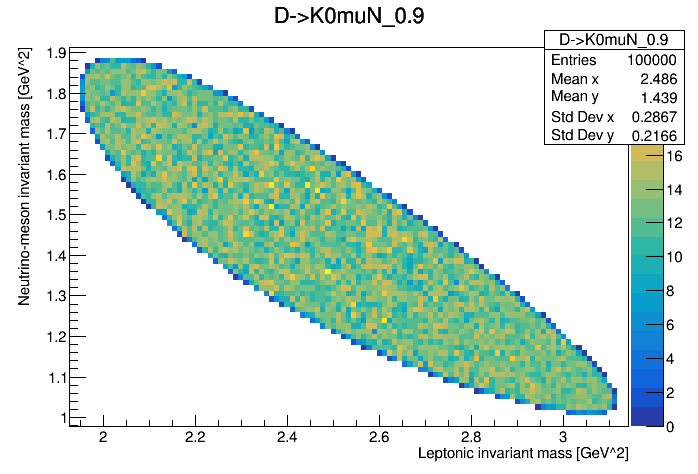 D->K0muN_0.9
D->K0muN_0.9
Entries 100000
Mean x 2.486
Mean y 1.439
Std Dev x 0.2867
Std Dev y 0.2166
Neutrino-meson invariant mass [GeV^2]
1.9
1.8
1.7
1.6
1.5
1.4
1.3
1.2
1.1
1
16
14
12
10
8
6
4
2
0
2 2.2 2.4 2.6 2.8 3
Leptonic invariant mass [GeV^2]